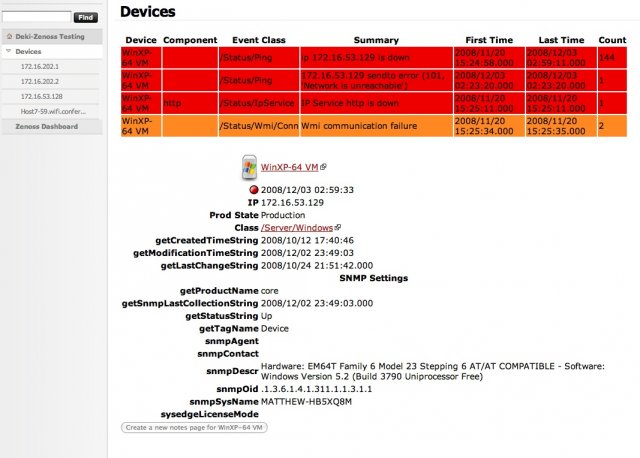 Find
Deki-Zenoss Testing
Devices
172.16.202.1
172.16.202.2
172.16.53.128
Host7-59.wifi.confer...
Zenoss Dashboard
Devices
Device Component Event Class Summary First Time Last Time Count
WinXP-64 VM /Status/Ping ip 172.16.53.129 is down 2008/11/20 15:24:58.000 2008/12/03 02:59:11.000 144
WinXP-64 VM /Status/Ping 172.16.53.129 sendto error (101, 'Network is unreachable') 2008/12/03 02:23:20.000 2008/12/03 02:23:20.000 1
WinXP-64 VM http /Status/IpService IP Service http is down 2008/11/20 15:25:11.000 2008/11/20 15:25:11.000 1
WinXP-64 VM /Status/Wmi/Conn Wmi communication failure 2008/11/20 15:25:34.000 2008/11/20 15:25:35.000 2
WinXP-64 VM
2008/12/03 02:59:33
IP 172.16.53.129
Prod State Production
Class /Server/Windows
getCreatedTimeString 2008/10/12 17:40:46
getModificationTimeString 2008/12/02 23:49:03
getLastChangeString 2008/10/24 21:51:42.000
SNMP Settings
getProductName core
getSnmpLastCollectionString 2008/12/02 23:49:03.000
getStatusString Up
getTagName Device
snmpAgent
snmpContact
snmpDescr Hardware: EM64T Family 6 Model 23 Stepping 6 AT/AT COMPATIBLE - Software: Windows Version 5.2 (Build 3790 Uniprocessor Free)
snmpOid .1.3.6.1.4.1.311.1.1.3.1.1
snmpSysName MATTHEW-HB5XQ8M
sysedgeLicenseMode
Create a new notes page for WinXP-64 VM